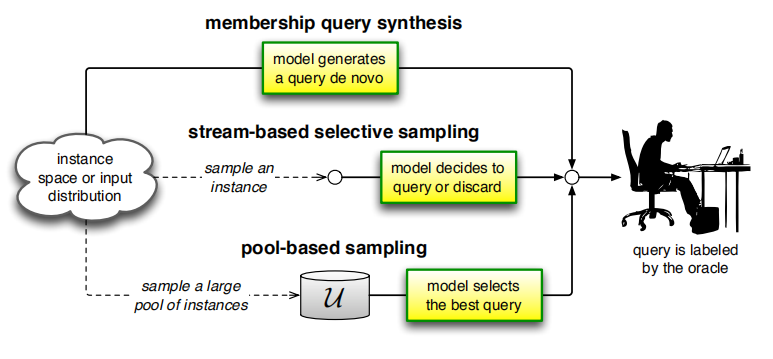 membership query synthesis
model generates
a query de novo
stream-based selective sampling
instance
space or input
distribution
sample an
instance
model decides to
query or discard
query is labeled
by the oracle
pool-based sampling
sample a large
pool of instances
U
model selects
the best query